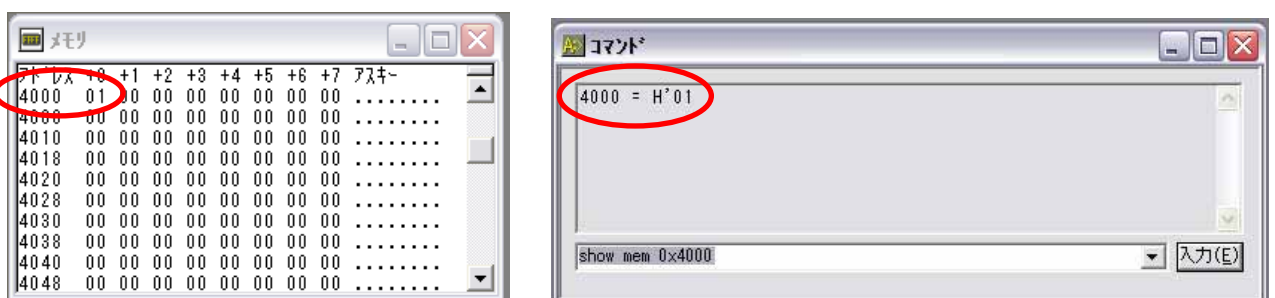 メモリ
アドレス +0 +1 +2 +3 +4 +5 +6 +7 アスキー
4000 01 00 00 00 00 00 00 00 ........
4008 00 00 00 00 00 00 00 00 ........
4010 00 00 00 00 00 00 00 00 ........
4018 00 00 00 00 00 00 00 00 ........
4020 00 00 00 00 00 00 00 00 ........
4028 00 00 00 00 00 00 00 00 ........
4030 00 00 00 00 00 00 00 00 ........
4038 00 00 00 00 00 00 00 00 ........
4040 00 00 00 00 00 00 00 00 ........
4048 00 00 00 00 00 00 00 00 ........
コマンド
4000 = H'01
show mem 0x4000
入力(E)